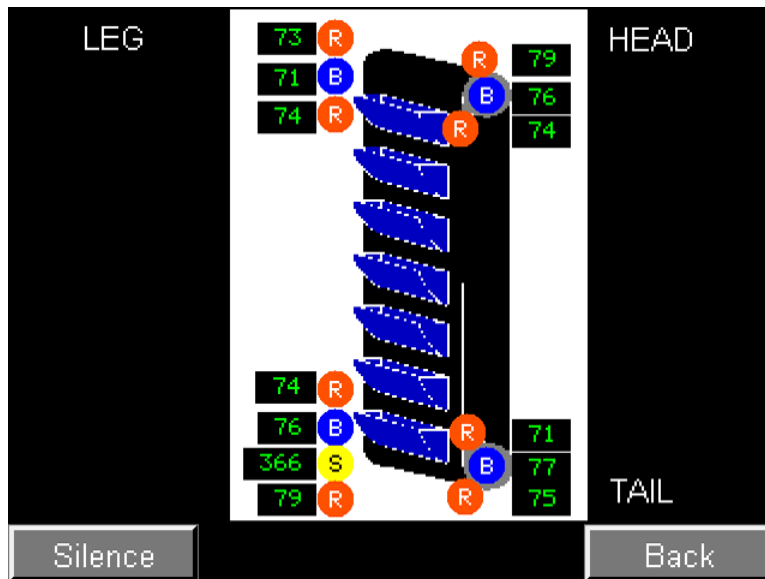 LEG
HEAD
73 R
71 B
74 R
R 79
B 76
R 74
74 R
76 B
366 S
79 R
R 71
B 77
R 75
TAIL
Silence
Back